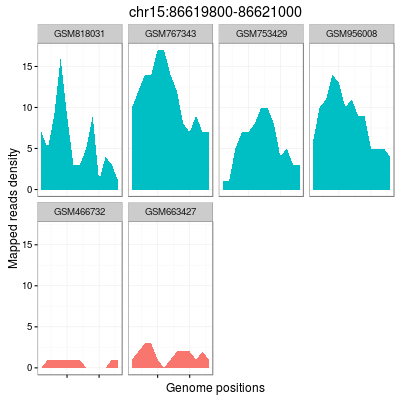 chr15:86619800-86621000
GSM818031 GSM767343 GSM753429 GSM956008
15
10
5
0
GSM466732 GSM663427
15
10
5
0
Mapped reads density
Genome positions